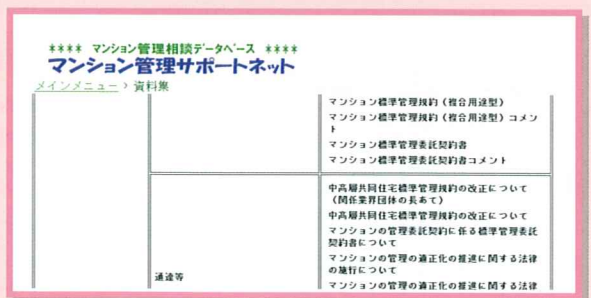 **** マンション管理相談データベース ****
マンション管理サポートネット
メインメニュー > 資料集
マンション標準管理規約(複合用途型)
マンション標準管理規約(複合用途型)コメン
ト
マンション標準管理委託契約書
マンション標準管理委託契約書コメント
中高層共同住宅標準管理規約の改正について
(関係業界団体の長あて)
中高層共同住宅標準管理規約の改正について
マンションの管理委託契約に係る標準管理委託
契約書について
マンションの管理の適正化の推進に関する法律
の施行について
通達等
マンションの管理の適正化の推進に関する法律